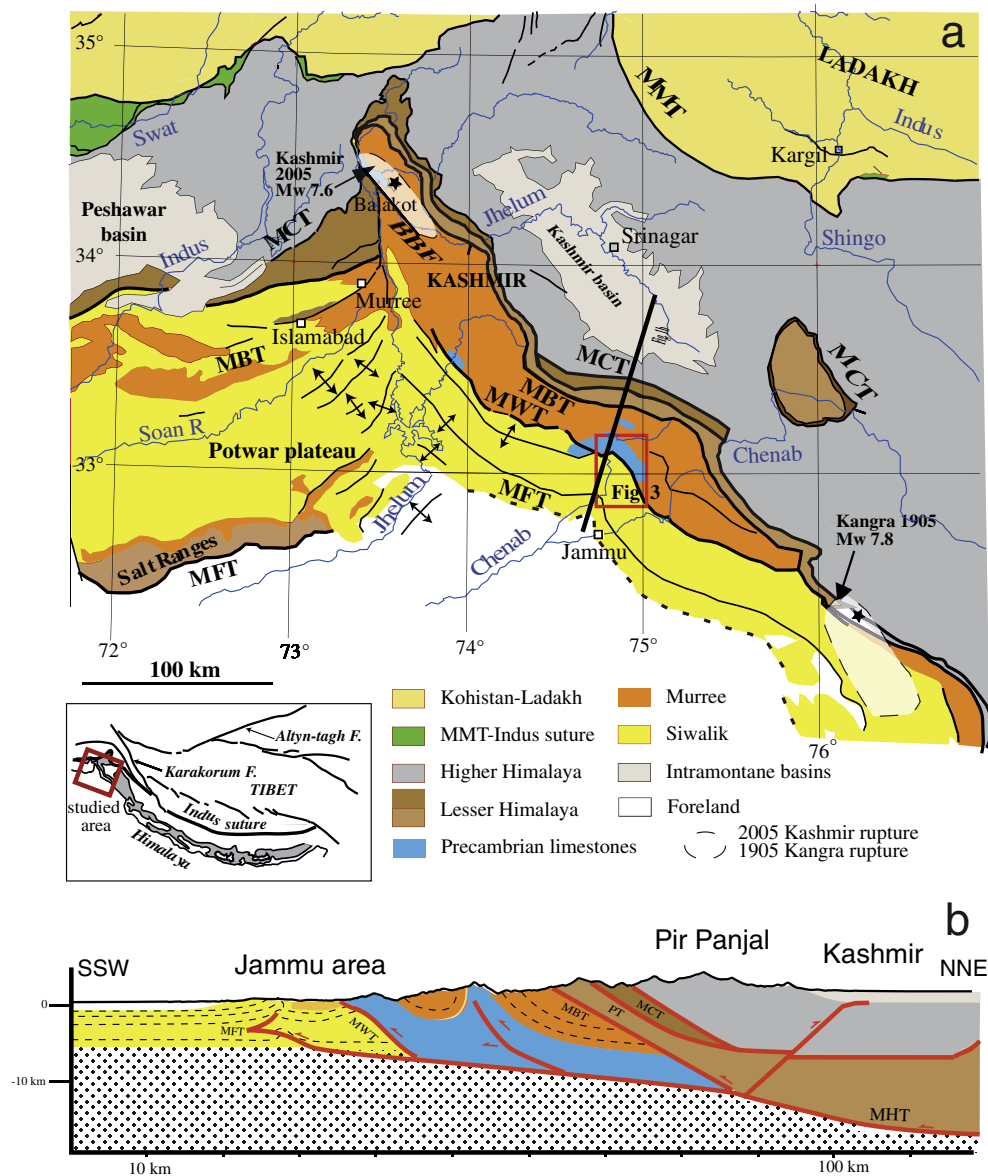 a
35°
34°
33°
LADAKH
MMT
Indus
Kargil
Swat
Kashmir
2005
Mw 7.6
Balakot
Peshawar
basin
MCT
Indus
BBF
Jhelum
Srinagar
Shingo
Kashmir basin
KASHMIR
Murree
Islamabad
MBT
MCT
MBT
MWT
MCT
Soan R
Potwar plateau
Chenab
Fig. 3
MFT
Jhelum
Kangra 1905
Mw 7.8
Salt Ranges
MFT
Chenab
Jammu
72°
73°
74°
75°
76°
100 km
Kohistan-Ladakh
MMT-Indus suture
Higher Himalaya
Lesser Himalaya
Precambrian limestones
Murree
Siwalik
Intramontane basins
Foreland
2005 Kashmir rupture
1905 Kangra rupture
Altyn-tagh F.
Karakorum F.
TIBET
Indus suture
studied
area
Himalaya
b
Pir Panjal
Kashmir
SSW
Jammu area
NNE
0
MFT
MWT
MBT
PT
MCT
-10 km
MHT
10 km
100 km